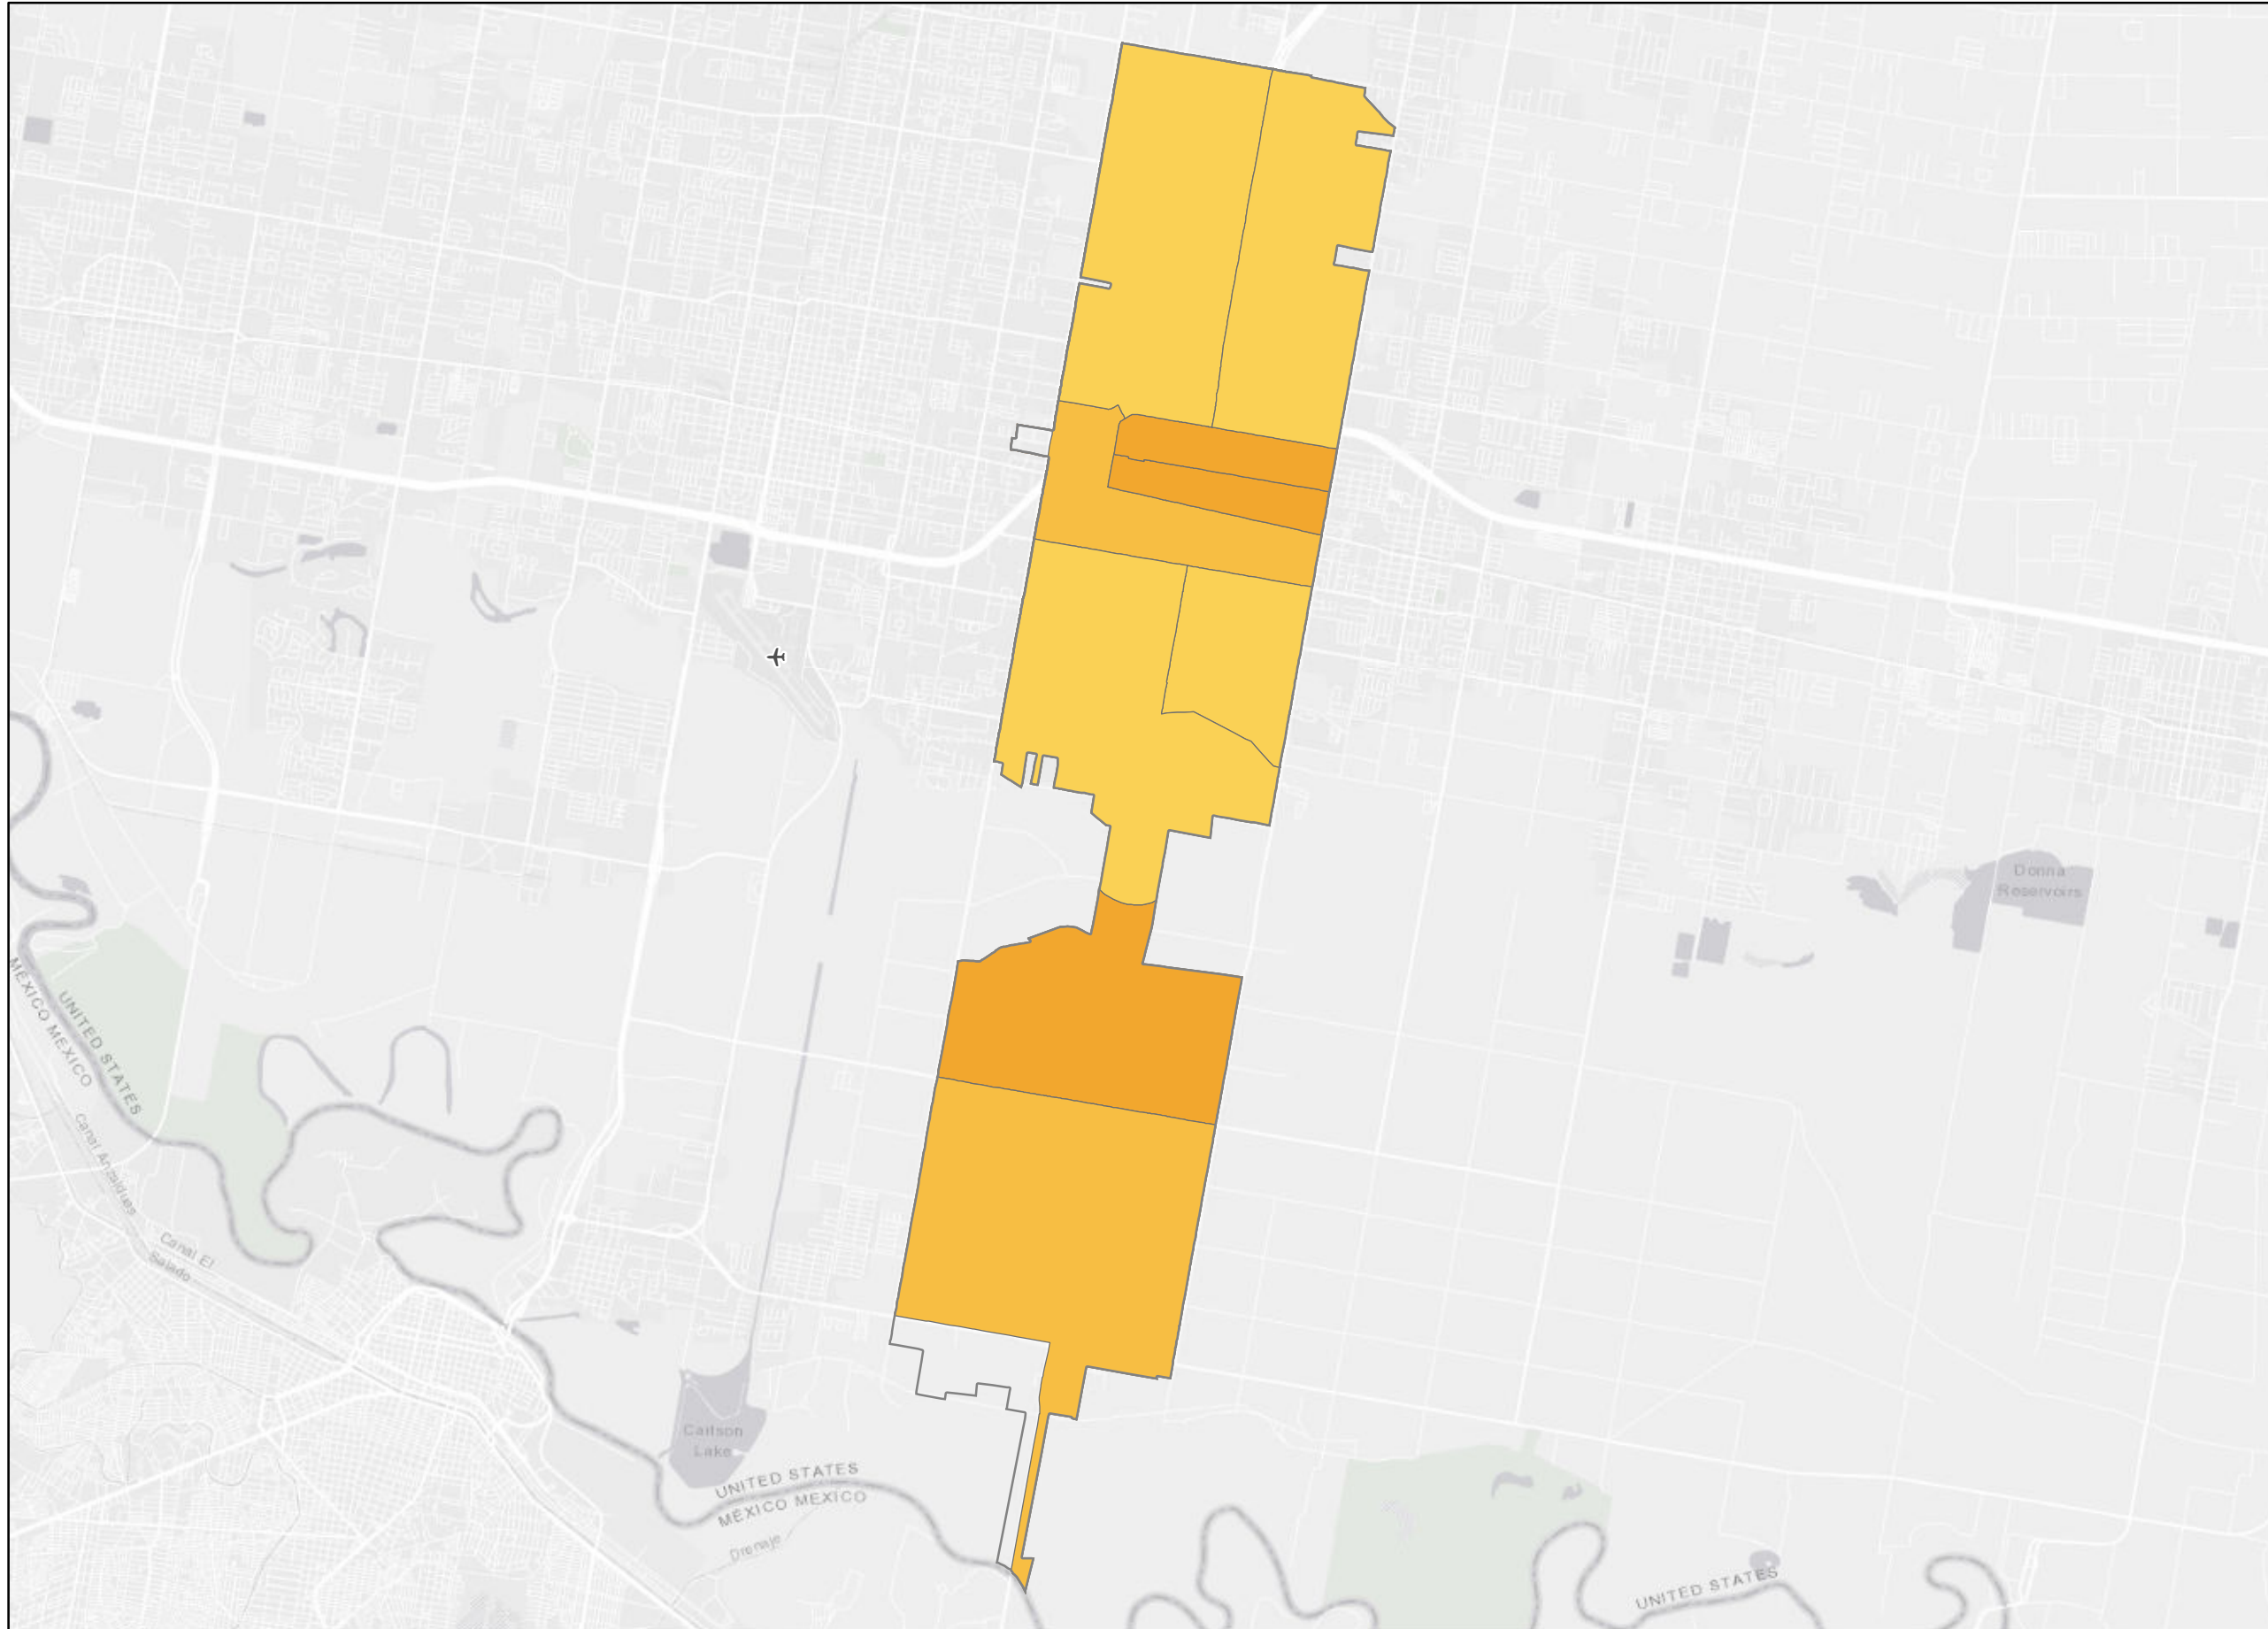 Donna
Reservoirs
UNITED STATES
MEXICO MEXICO
Canal Anzalduas
Canal El
Salado
Carlson
Lake
UNITED STATES
MEXICO MEXICO
Drenaje
UNITED STATES